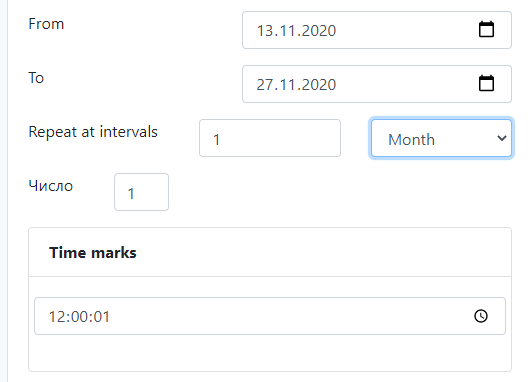 From 13.11.2020
To 27.11.2020
Repeat at intervals 1 Month
Число 1
Time marks
12:00:01